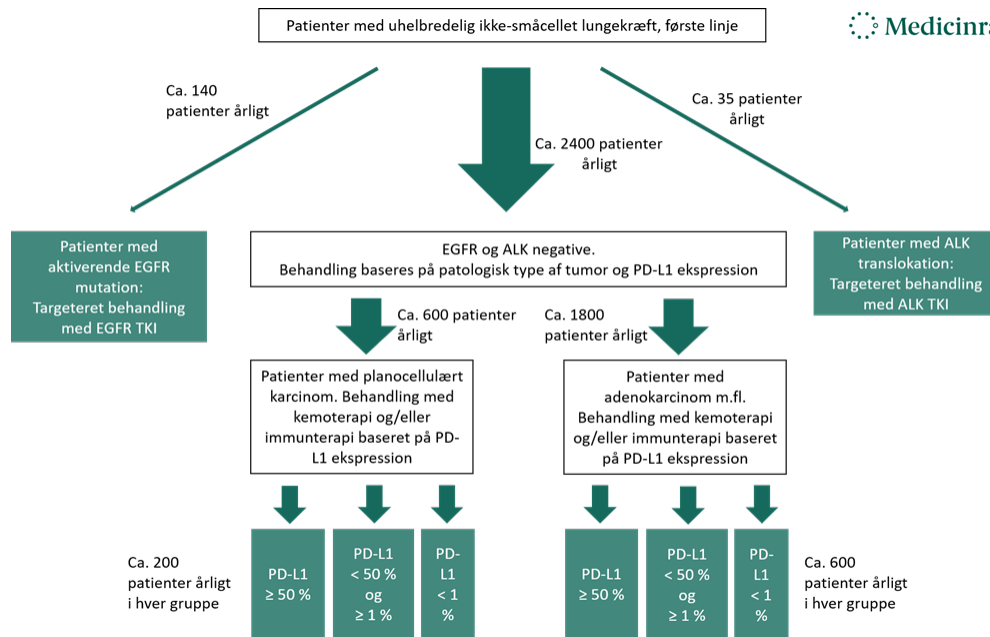 Patienter med uhelbredelig ikke-småcellet lungekræft, første linje
Medicinra
Ca. 140
patienter årligt
Ca. 2400 patienter
årligt
Ca. 35 patienter
årligt
Patienter med
aktiverende EGFR
mutation:
Targeteret behandling
med EGFR TKI
EGFR og ALK negative.
Behandling baseres på patologisk type af tumor og PD-L1 ekspression
Patienter med ALK
translokation:
Targeteret behandling
med ALK TKI
Ca. 600 patienter
årligt
Ca. 1800
patienter årligt
Patienter med planocellulært
karcinom. Behandling med
kemoterapi og/eller
immunterapi baseret på PD-
L1 ekspression
Patienter med
adenokarcinom m.fl.
Behandling med kemoterapi
og/eller immunterapi baseret
på PD-L1 ekspression
Ca. 200
patienter årligt
i hver gruppe
PD-L1
≥ 50 %
PD-L1
< 50 %
og
≥ 1 %
PD-
L1
< 1
%
PD-L1
≥ 50 %
PD-L1
< 50 %
og
≥ 1 %
PD-
L1
< 1
%
Ca. 600
patienter årligt
i hver gruppe